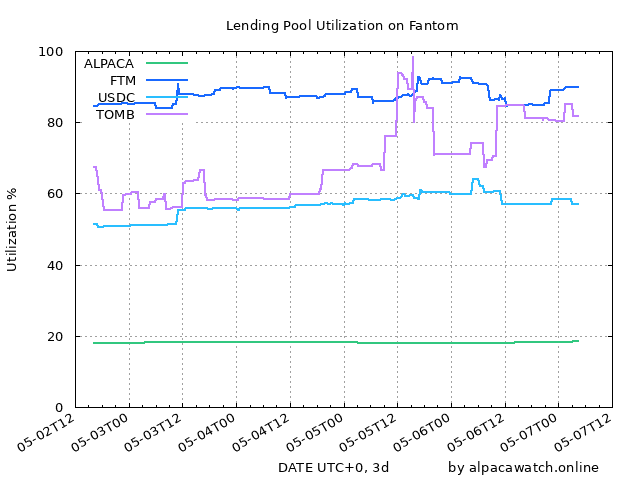 Lending Pool Utilization on Fantom
100
80
60
40
20
0
Utilization %
ALPACA
FTM
USDC
TOMB
05-02T12
05-03T00
05-03T12
05-04T00
05-04T12
05-05T00
05-05T12
05-06T00
05-06T12
05-07T00
05-07T12
DATE UTC+0, 3d
by alpacawatch.online